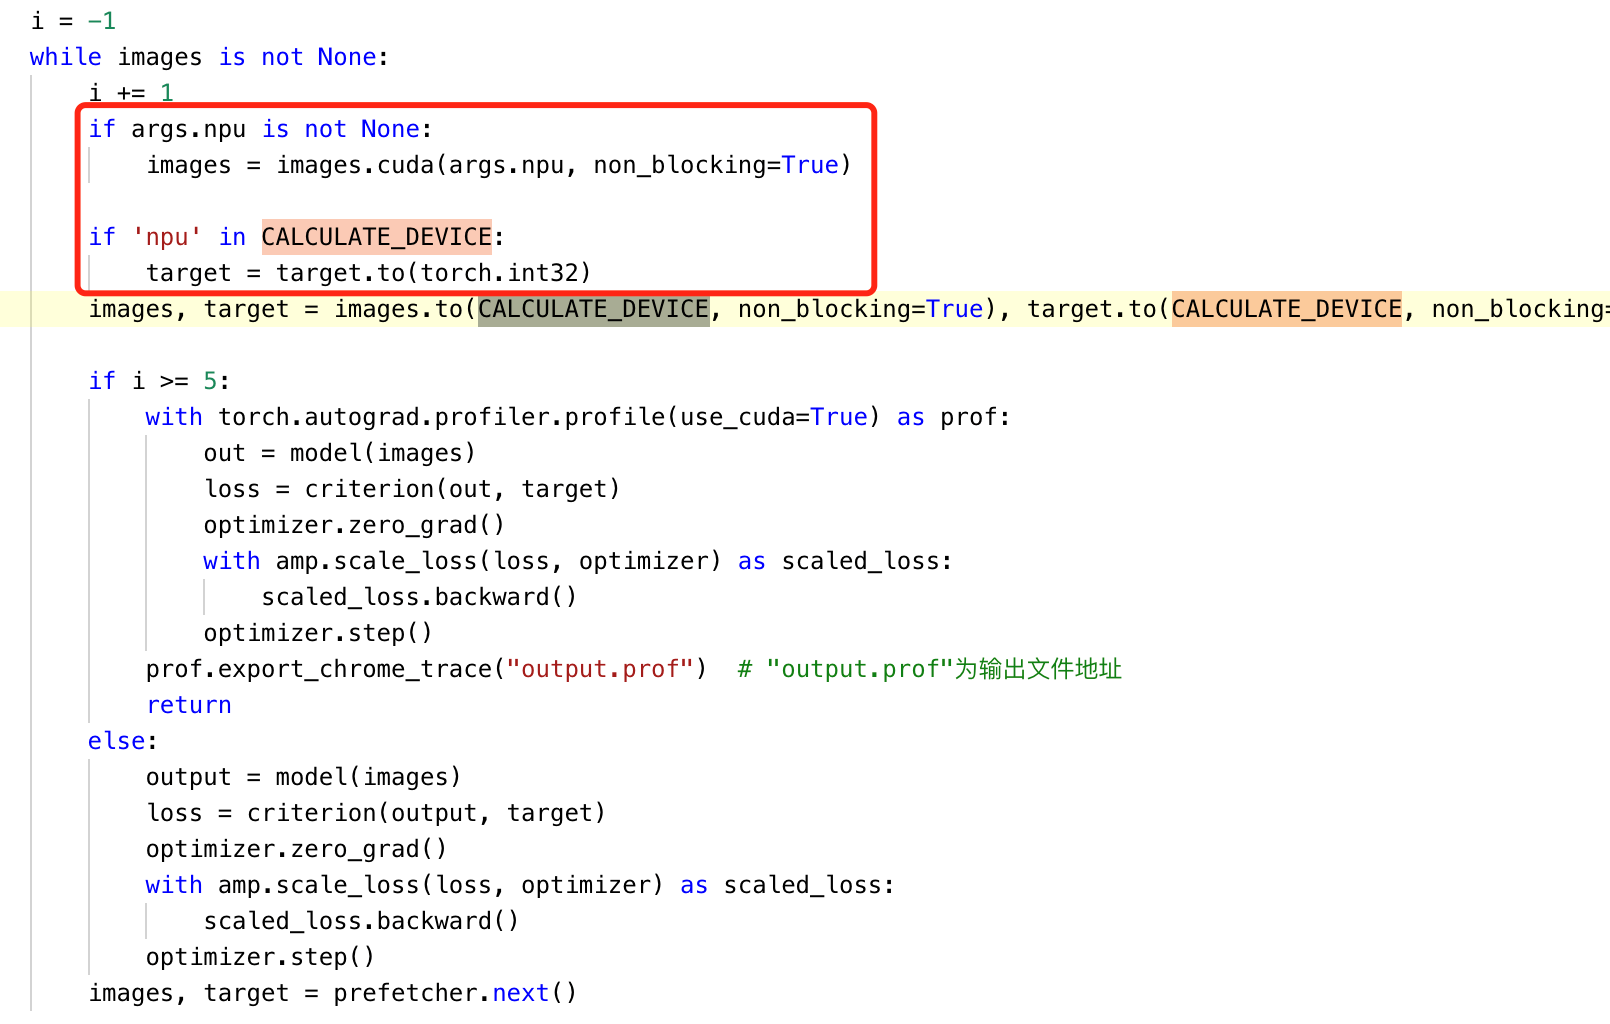 i = -1
while images is not None:
    i += 1
    if args.npu is not None:
        images = images.cuda(args.npu, non_blocking=True)
    if 'npu' in CALCULATE_DEVICE:
        target = target.to(torch.int32)
    images, target = images.to(CALCULATE_DEVICE, non_blocking=True), target.to(CALCULATE_DEVICE, non_blocking=
    if i >= 5:
        with torch.autograd.profiler.profile(use_cuda=True) as prof:
            out = model(images)
            loss = criterion(out, target)
            optimizer.zero_grad()
            with amp.scale_loss(loss, optimizer) as scaled_loss:
                scaled_loss.backward()
            optimizer.step()
        prof.export_chrome_trace("output.prof")  # "output.prof"为输出文件地址
        return
    else:
        output = model(images)
        loss = criterion(output, target)
        optimizer.zero_grad()
        with amp.scale_loss(loss, optimizer) as scaled_loss:
            scaled_loss.backward()
        optimizer.step()
    images, target = prefetcher.next()